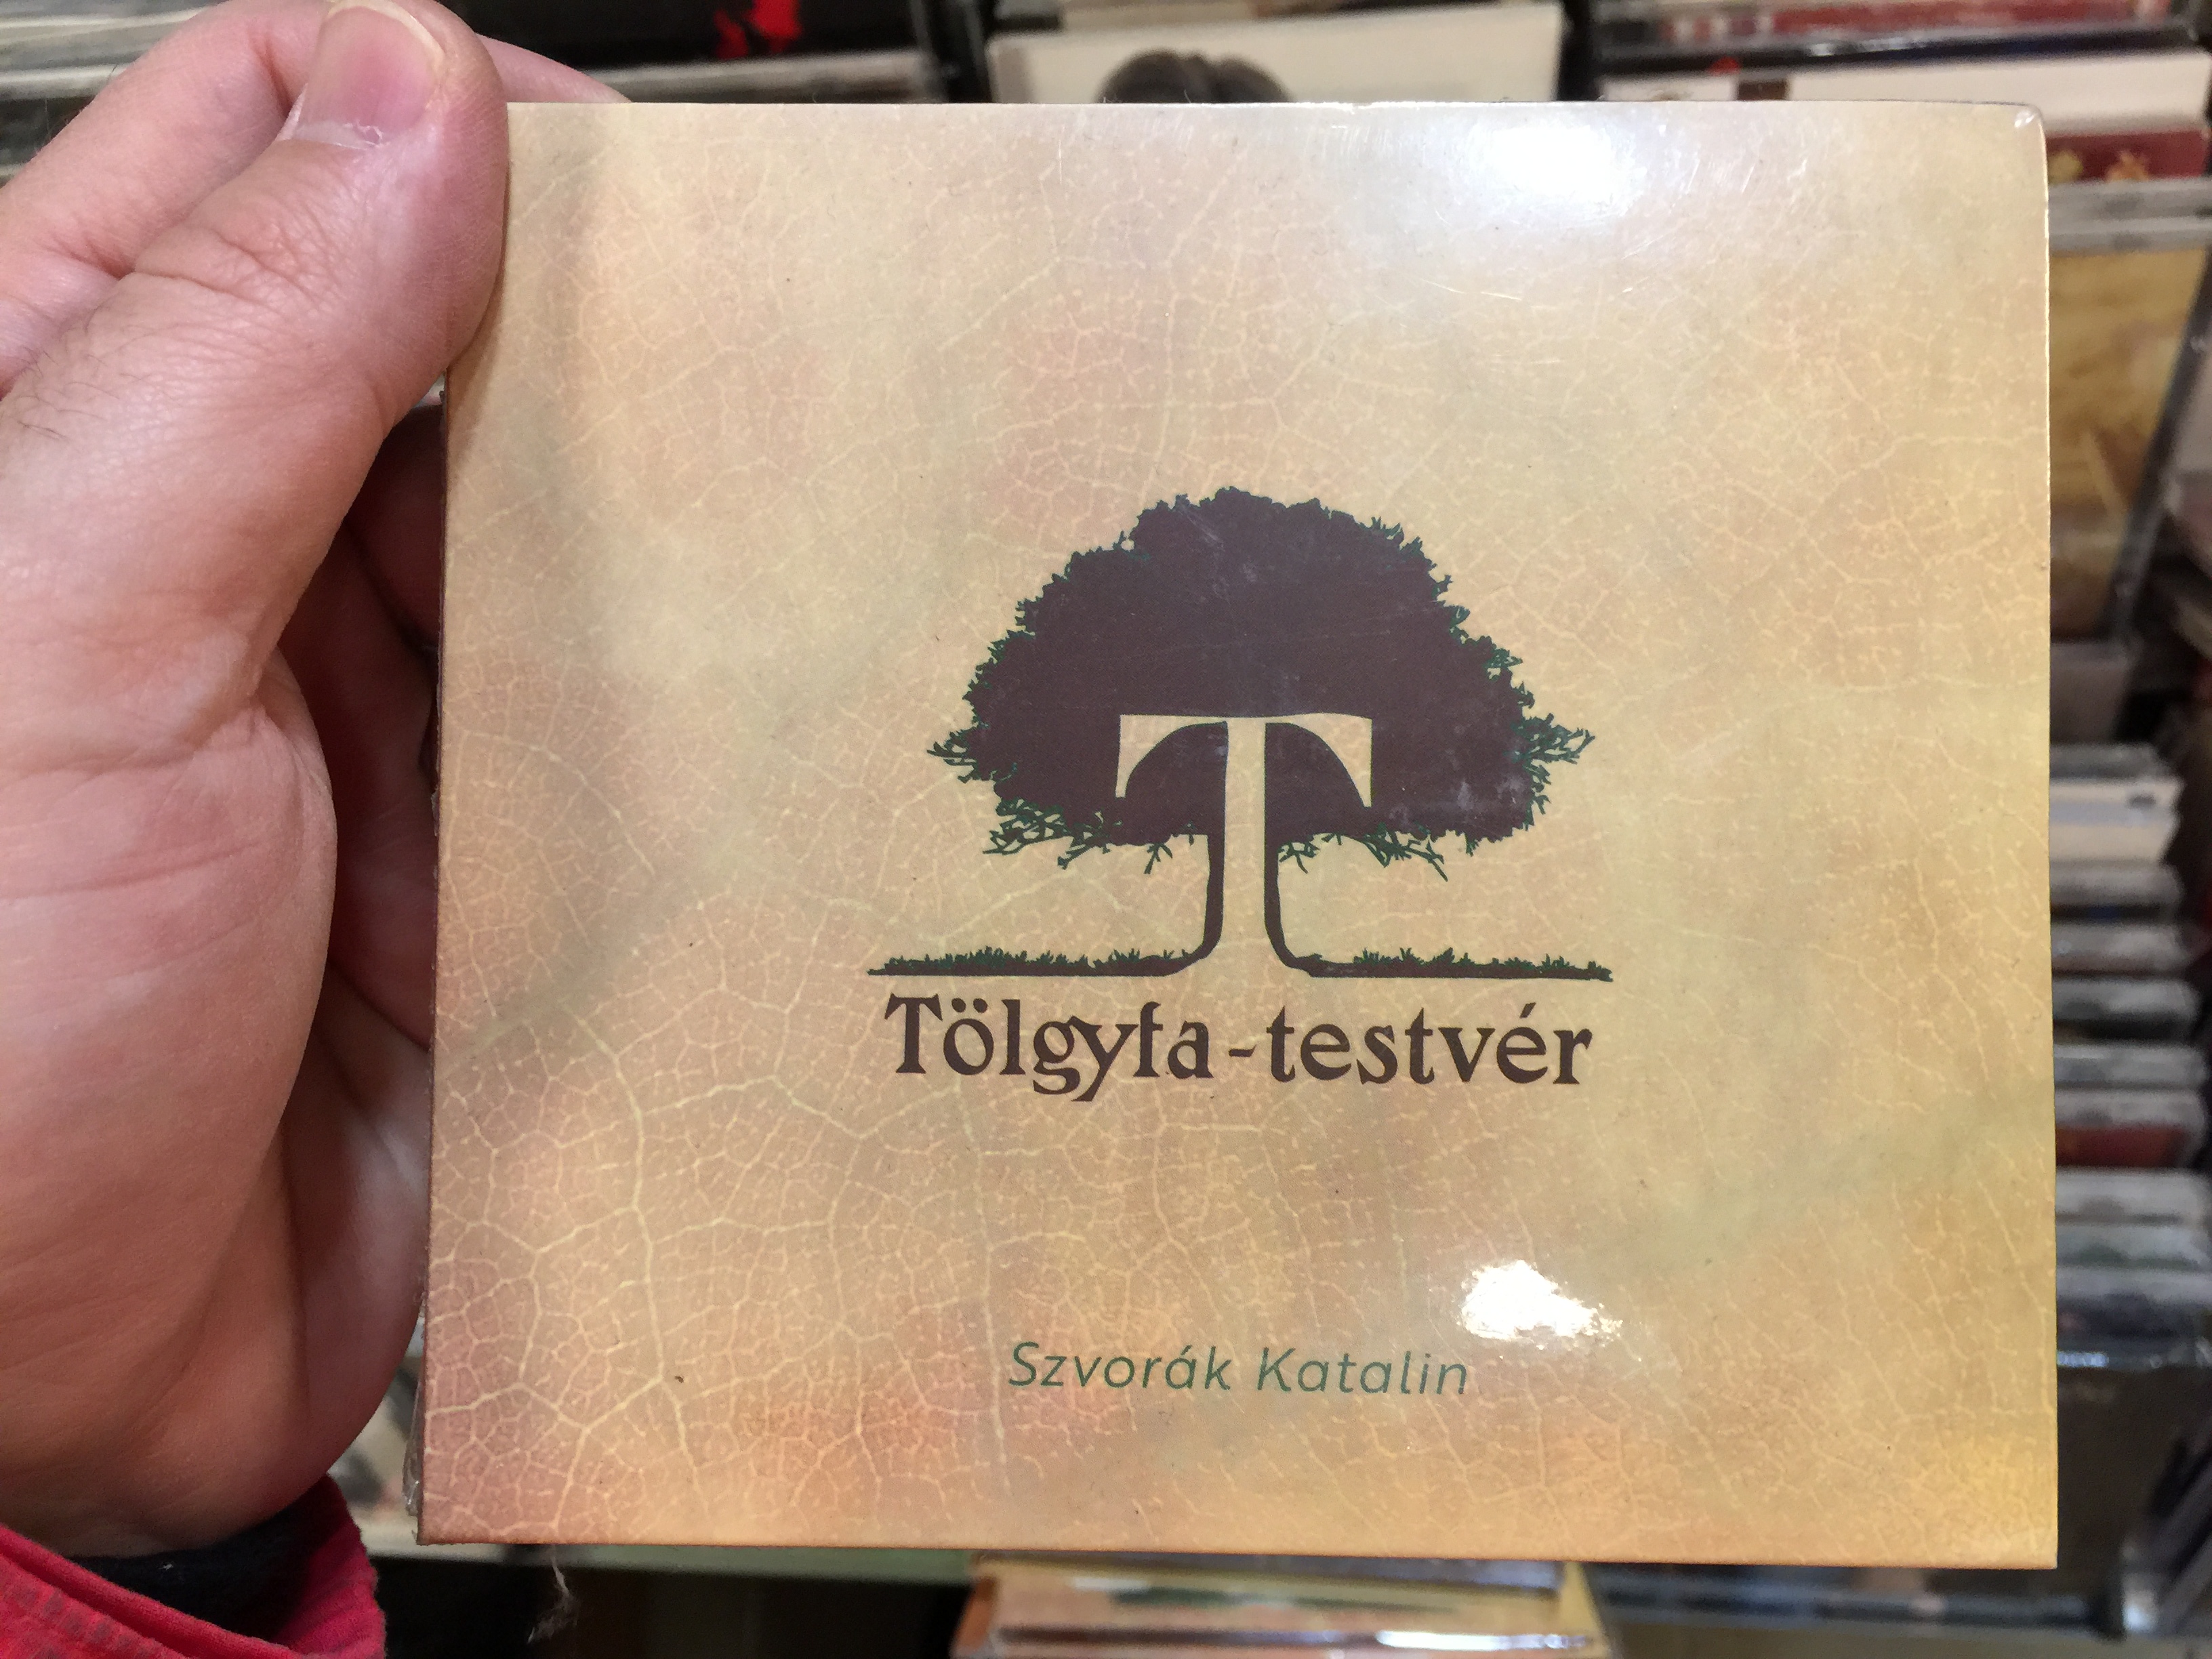 T
Tölgyfa-testvér
Szvorák Katalin